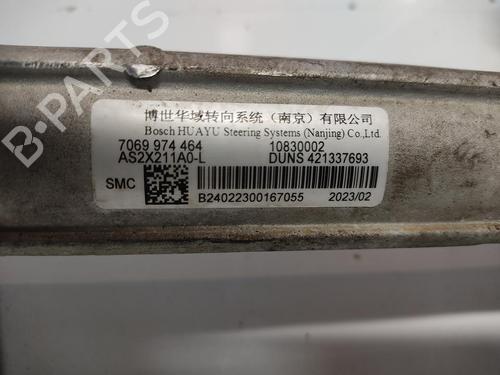 B-PARTS
博世华域转向系统（南京）有限公司
Bosch HUAYU Steering Systems (Nanjing) Co.,Ltd.
7069 974 464 10830002
AS2X211A0-L DUNS 421337693
SMC
B24022300167055 2023/02